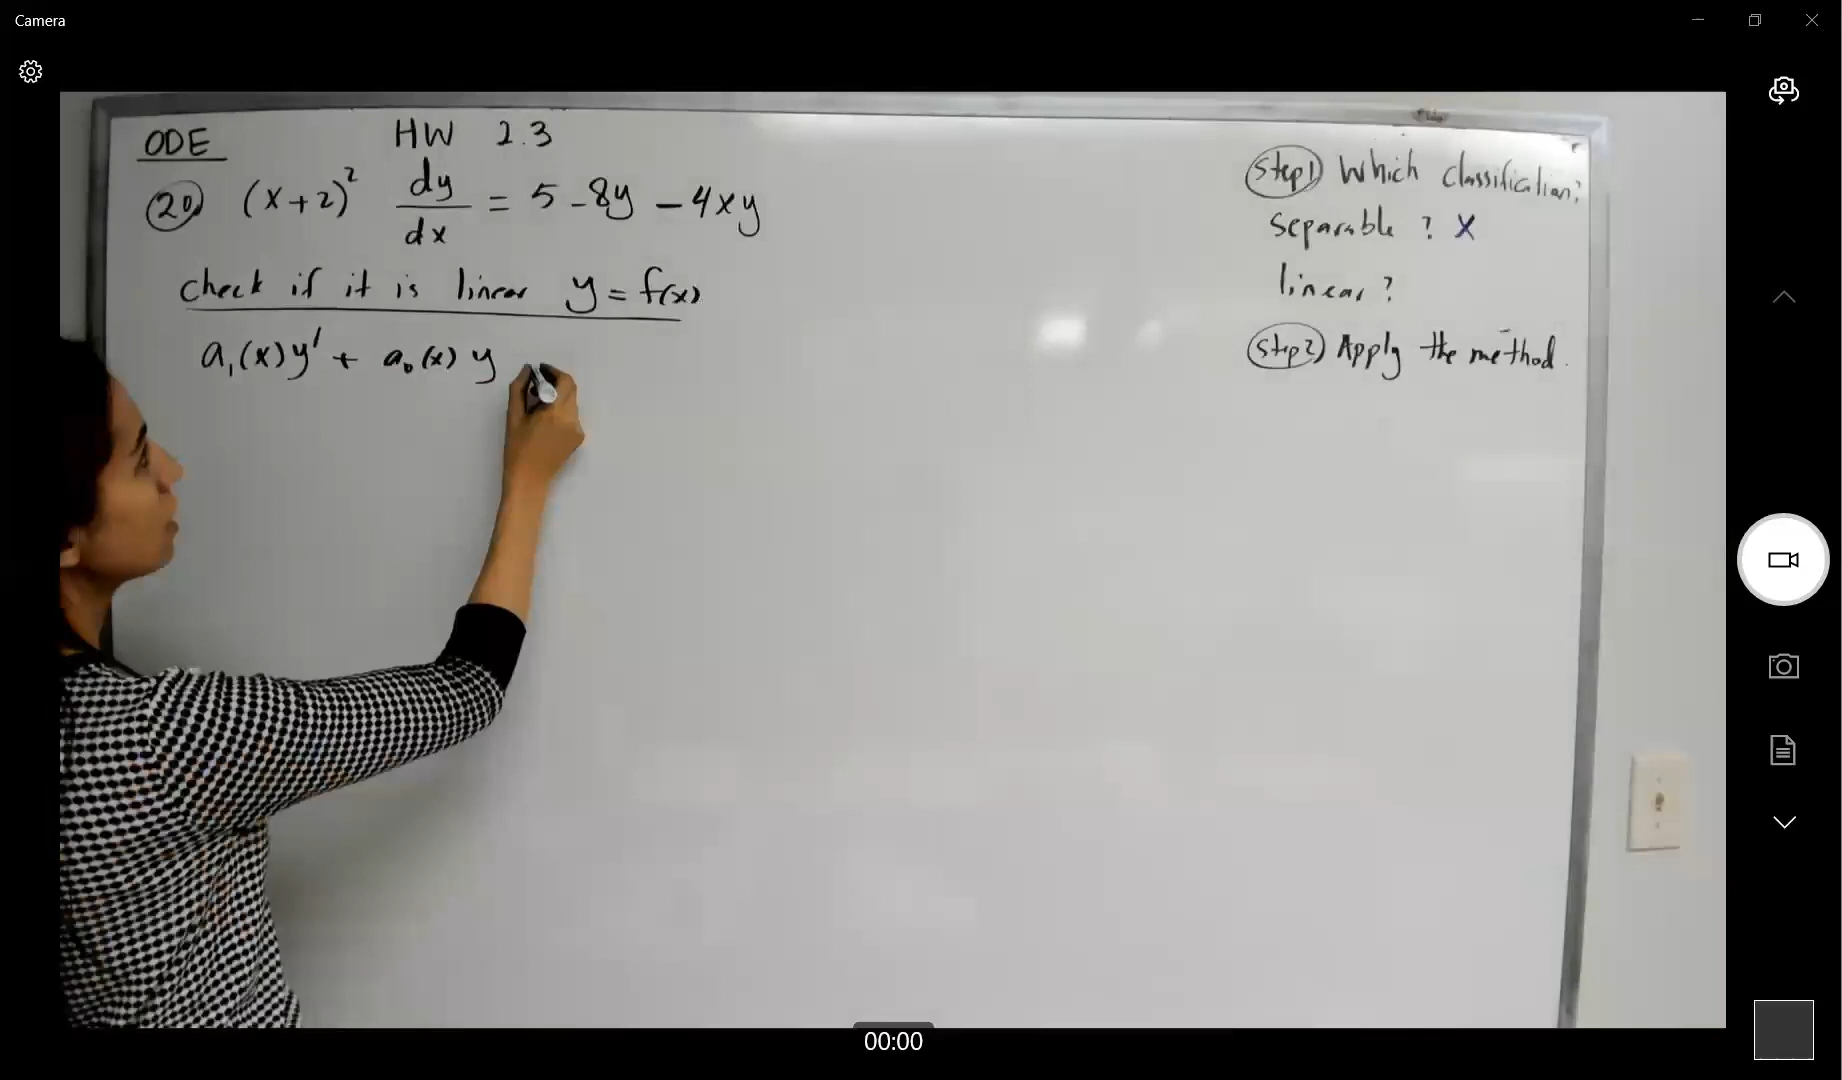 Camera
ODE HW 2.3
20. (x+2)² dy/dx = 5 - 8y - 4xy
check if it is linear y = f(x)
a₁(x)y' + a₀(x) y
Step1 Which classification?
separable ? X
linear ?
Step2 Apply the method.
00:00